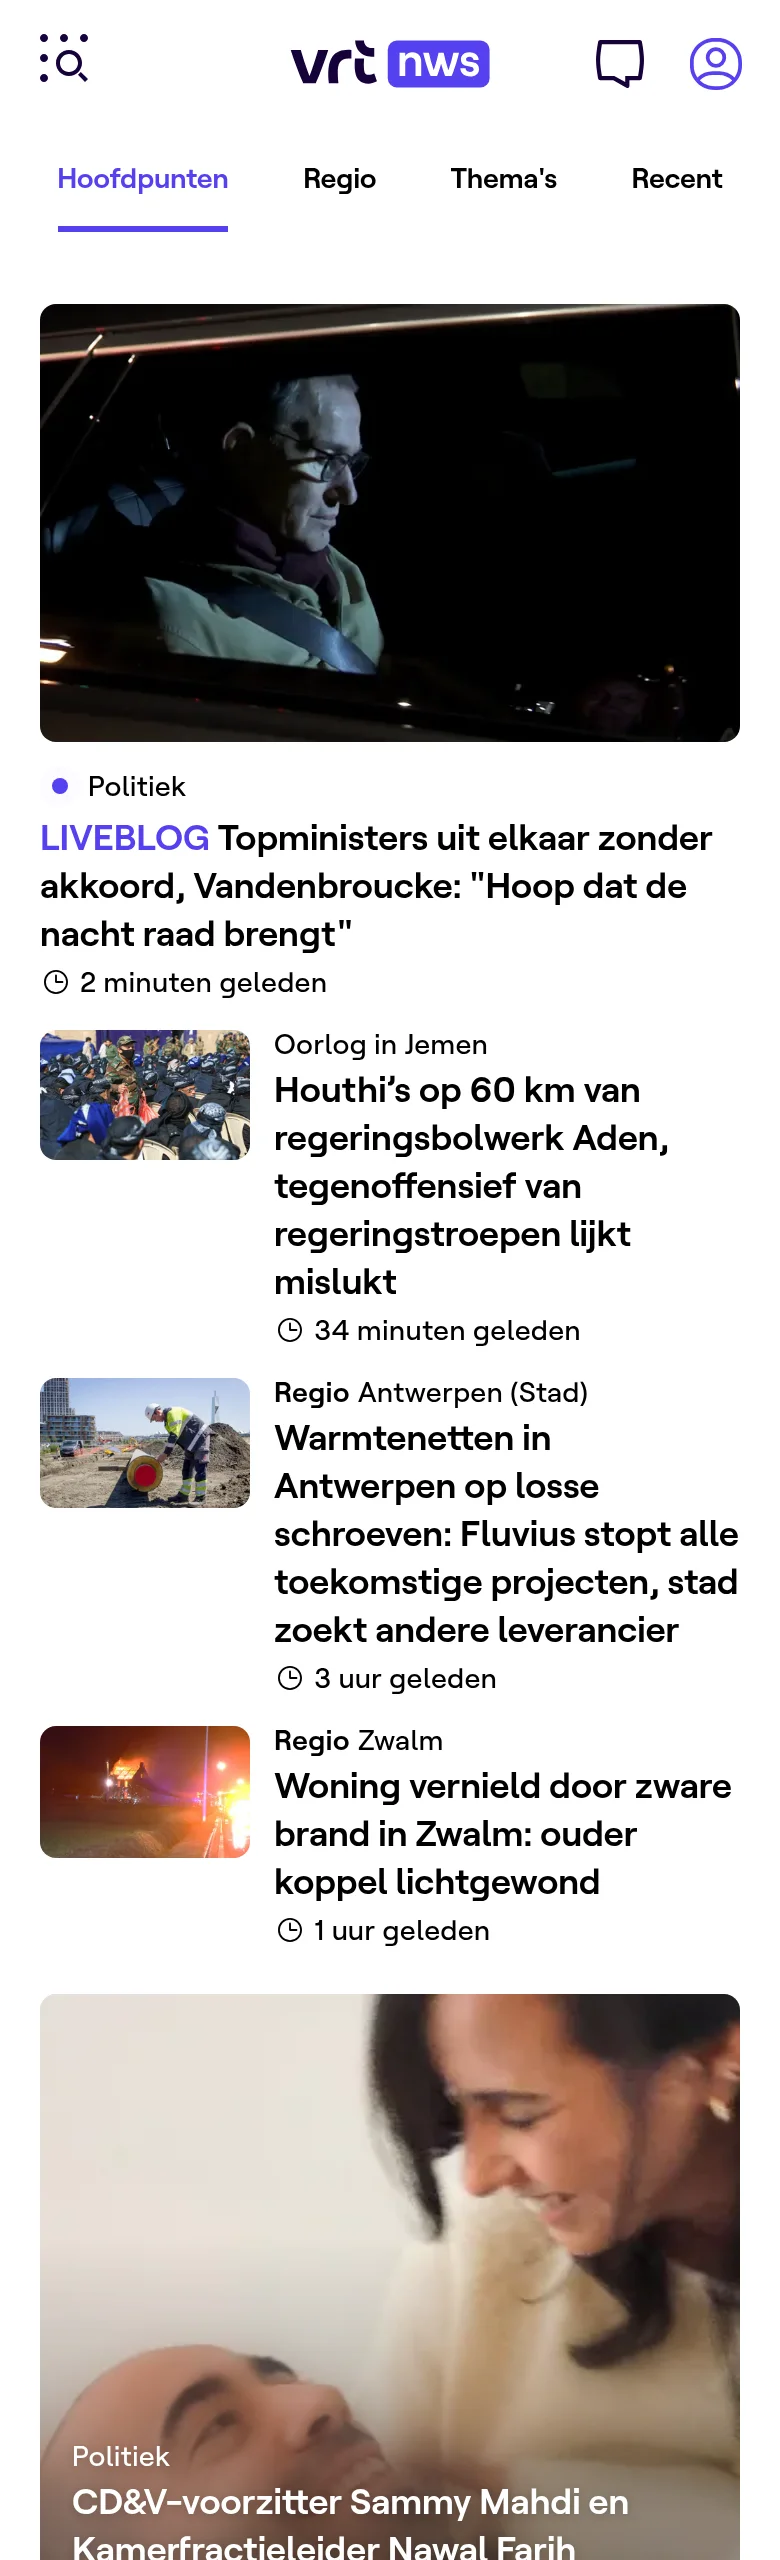 vrt nws
Hoofdpunten Regio Thema's Recent
Politiek
LIVEBLOG Topministers uit elkaar zonder
akkoord, Vandenbroucke: "Hoop dat de
nacht raad brengt"
2 minuten geleden
Oorlog in Jemen
Houthi’s op 60 km van
regeringsbolwerk Aden,
tegenoffensief van
regeringstroepen lijkt
mislukt
34 minuten geleden
Regio Antwerpen (Stad)
Warmtenetten in
Antwerpen op losse
schroeven: Fluvius stopt alle
toekomstige projecten, stad
zoekt andere leverancier
3 uur geleden
Regio Zwalm
Woning vernield door zware
brand in Zwalm: ouder
koppel lichtgewond
1 uur geleden
Politiek
CD&V-voorzitter Sammy Mahdi en
Kamerfractieleider Nawal Farih